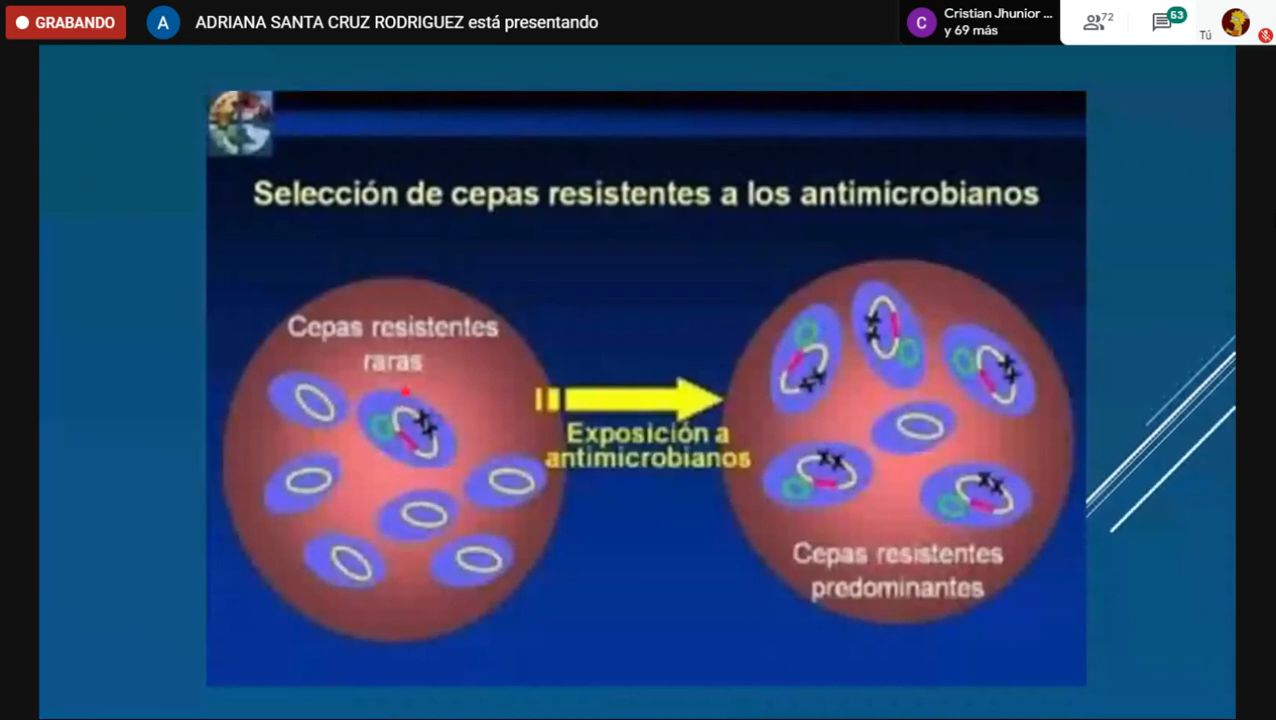 GRABANDO
A
ADRIANA SANTA CRUZ RODRIGUEZ está presentando
C
Cristian Jhunior ...
y 69 más
72
53
Tú
Selección de cepas resistentes a los antimicrobianos
Cepas resistentes
raras
Exposición a
antimicrobianos
Cepas resistentes
predominantes